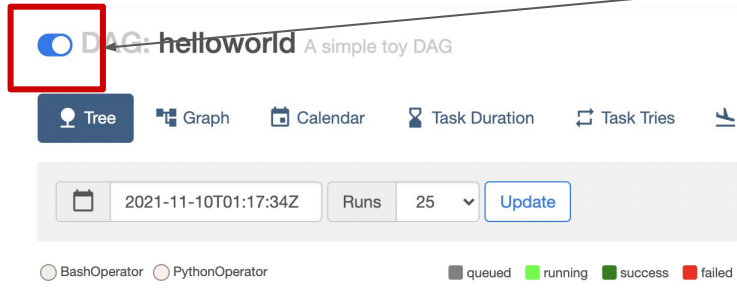 DAG: helloworld A simple toy DAG
Tree Graph Calendar Task Duration Task Tries
2021-11-10T01:17:34Z Runs 25 Update
BashOperator PythonOperator queued running success failed